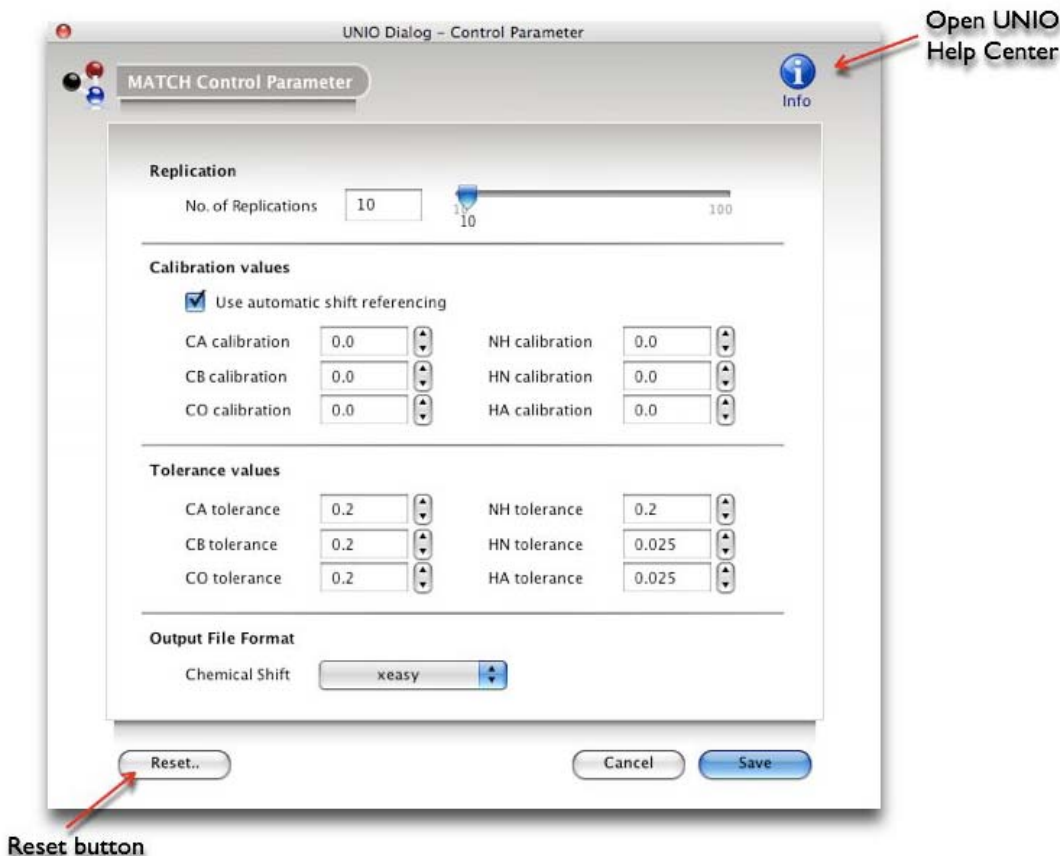 UNIO Dialog – Control Parameter
Open UNIO
Help Center
MATCH Control Parameter
Info
Replication
No. of Replications 10 10 100
10
Calibration values
Use automatic shift referencing
CA calibration 0.0 NH calibration 0.0
CB calibration 0.0 HN calibration 0.0
CO calibration 0.0 HA calibration 0.0
Tolerance values
CA tolerance 0.2 NH tolerance 0.2
CB tolerance 0.2 HN tolerance 0.025
CO tolerance 0.2 HA tolerance 0.025
Output File Format
Chemical Shift xeasy
Reset.. Cancel Save
Reset button